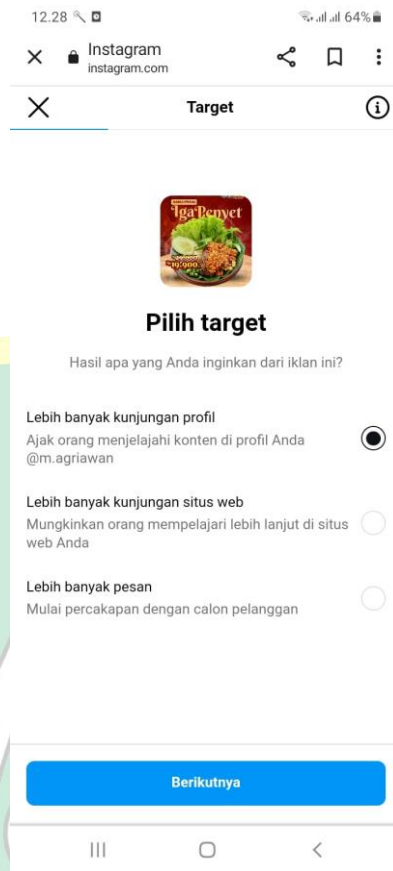 12.28
64%
Instagram
instagram.com
Target
Iga Penyet
19.900
Pilih target
Hasil apa yang Anda inginkan dari iklan ini?
Lebih banyak kunjungan profil
Ajak orang menjelajahi konten di profil Anda
@m.agriawan
Lebih banyak kunjungan situs web
Mungkinkan orang mempelajari lebih lanjut di situs
web Anda
Lebih banyak pesan
Mulai percakapan dengan calon pelanggan
Berikutnya